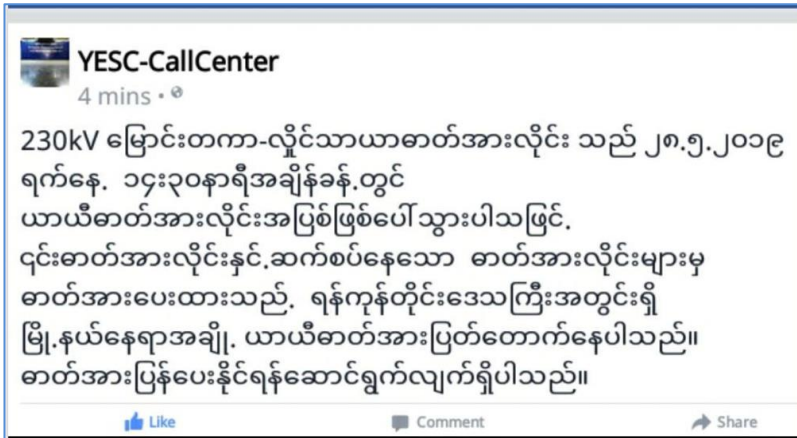 YESC-CallCenter
4 mins •
230kV မြောင်းတကာ-လှိုင်သာယာဓာတ်အားလိုင်း သည် ၂၈.၅.၂၀၁၉
ရက်နေ့. ၁၄း၃၀နာရီအချိန်ခန့်.တွင်
ယာယီဓာတ်အားလိုင်းအပြစ်ဖြစ်ပေါ်သွားပါသဖြင့်.
၎င်းဓာတ်အားလိုင်းနှင့်.ဆက်စပ်နေသော ဓာတ်အားလိုင်းများမှ
ဓာတ်အားပေးထားသည့်. ရန်ကုန်တိုင်းဒေသကြီးအတွင်းရှိ
မြို့.နယ်နေရာအချို့. ယာယီဓာတ်အားပြတ်တောက်နေပါသည်။
ဓာတ်အားပြန်ပေးနိုင်ရန်ဆောင်ရွက်လျက်ရှိပါသည်။
Like
Comment
Share